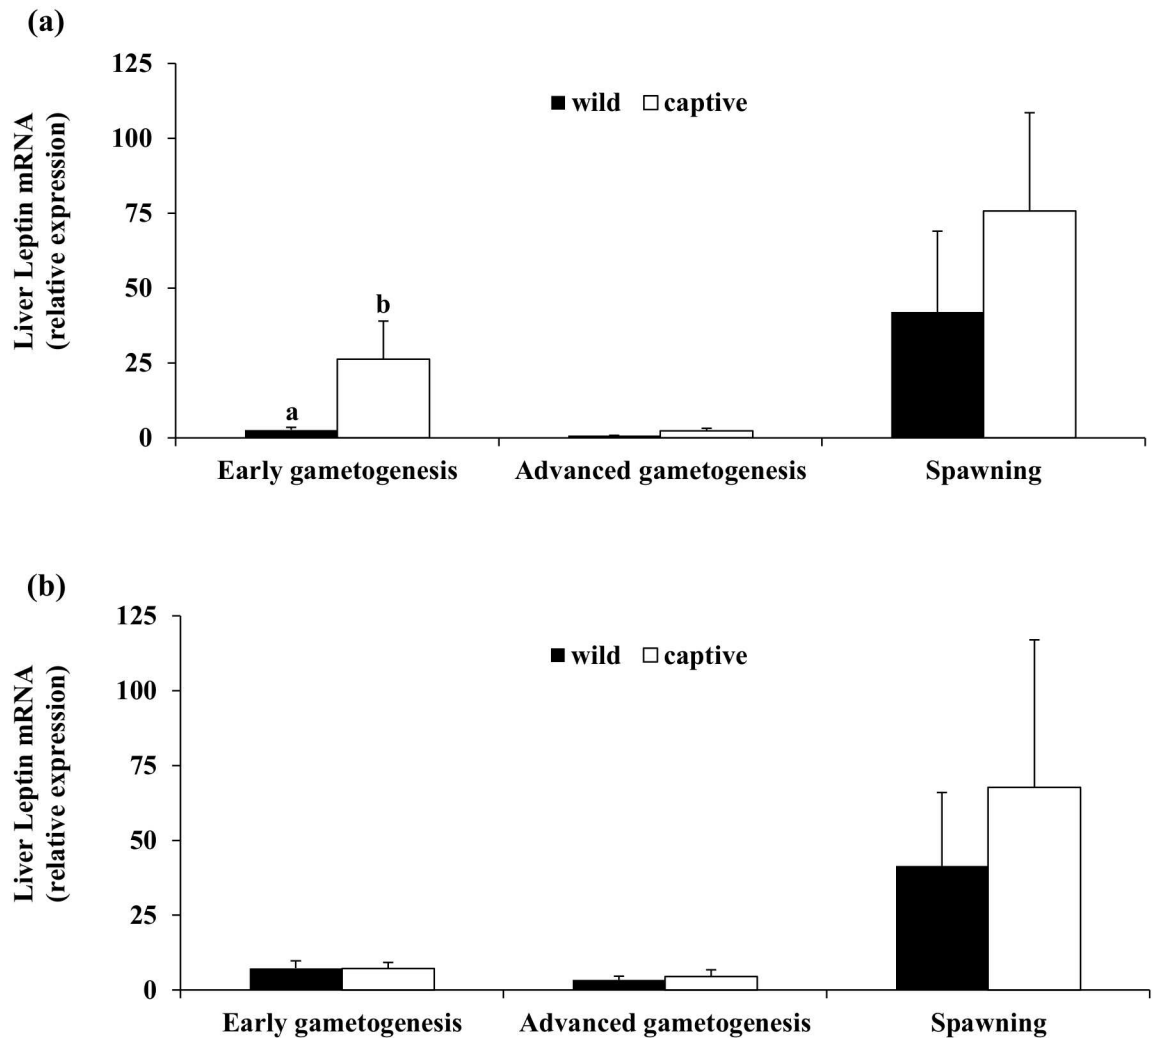 (a)
Liver Leptin mRNA
(relative expression)
125
100
75
50
25
0
wild captive
a
b
Early gametogenesis Advanced gametogenesis Spawning
(b)
Liver Leptin mRNA
(relative expression)
125
100
75
50
25
0
wild captive
Early gametogenesis Advanced gametogenesis Spawning